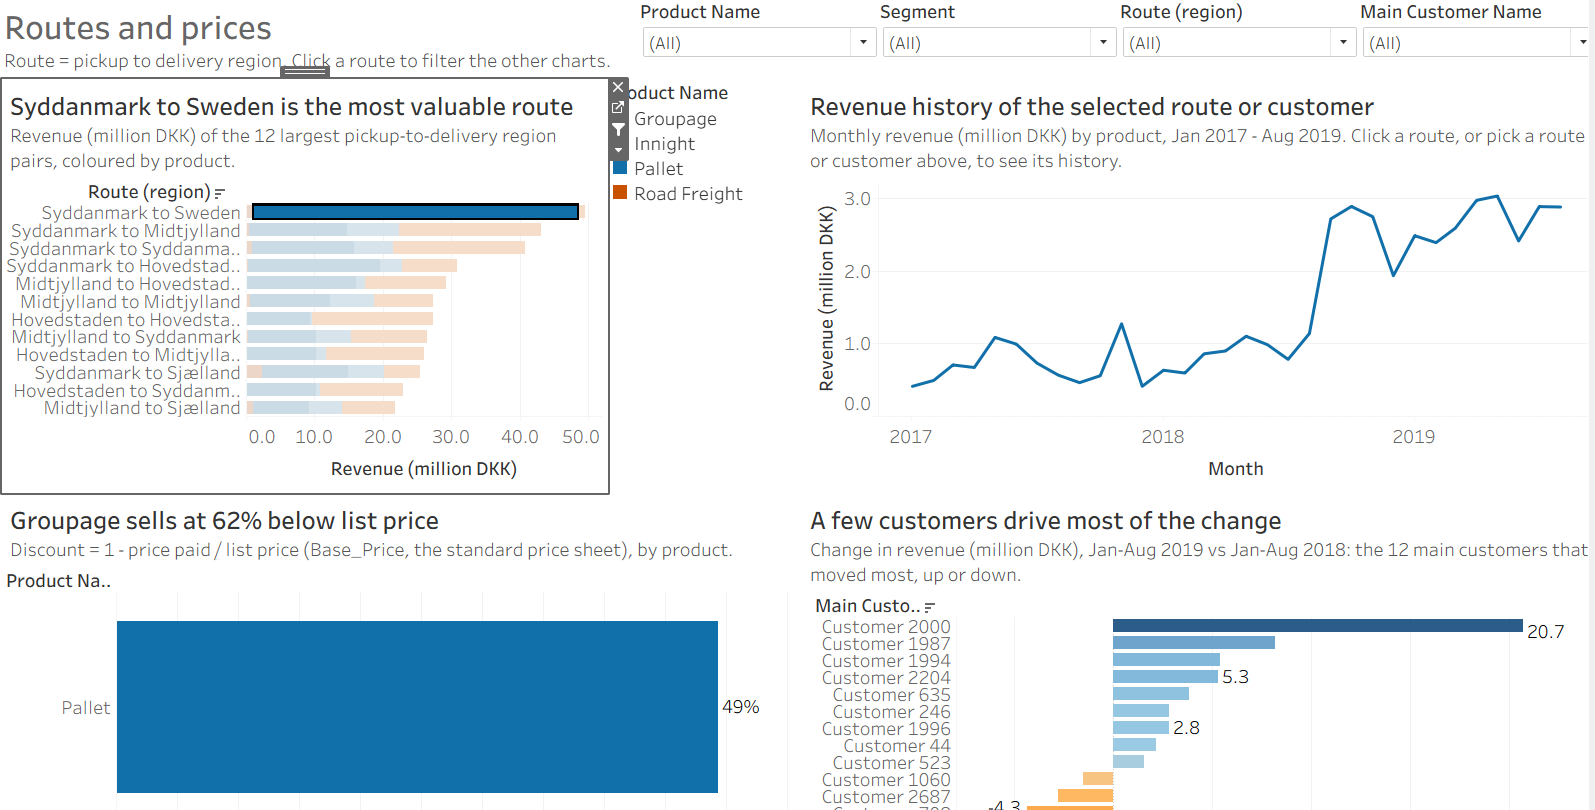 Routes and prices
Route = pickup to delivery region. Click a route to filter the other charts.
Product Name
Segment
Route (region)
Main Customer Name
(All)
(All)
(All)
(All)
Syddanmark to Sweden is the most valuable route
Revenue (million DKK) of the 12 largest pickup-to-delivery region
pairs, coloured by product.
Route (region)
Syddanmark to Sweden
Syddanmark to Midtjylland
Syddanmark to Syddanma..
Syddanmark to Hovedstad..
Midtjylland to Hovedstad..
Midtjylland to Midtjylland
Hovedstaden to Hovedsta..
Midtjylland to Syddanmark
Hovedstaden to Midtjylla..
Syddanmark to Sjælland
Hovedstaden to Syddanm..
Midtjylland to Sjælland
0.0 10.0 20.0 30.0 40.0 50.0
Revenue (million DKK)
oduct Name
Groupage
Innight
Pallet
Road Freight
Revenue history of the selected route or customer
Monthly revenue (million DKK) by product, Jan 2017 - Aug 2019. Click a route, or pick a route
or customer above, to see its history.
Revenue (million DKK)
3.0
2.0
1.0
0.0
2017 2018 2019
Month
Groupage sells at 62% below list price
Discount = 1 - price paid / list price (Base_Price, the standard price sheet), by product.
Product Na..
Pallet
49%
A few customers drive most of the change
Change in revenue (million DKK), Jan-Aug 2019 vs Jan-Aug 2018: the 12 main customers that
moved most, up or down.
Main Custo..
Customer 2000 20.7
Customer 1987
Customer 1994
Customer 2204 5.3
Customer 635
Customer 246
Customer 1996 2.8
Customer 44
Customer 523
Customer 1060
Customer 2687
-4.3